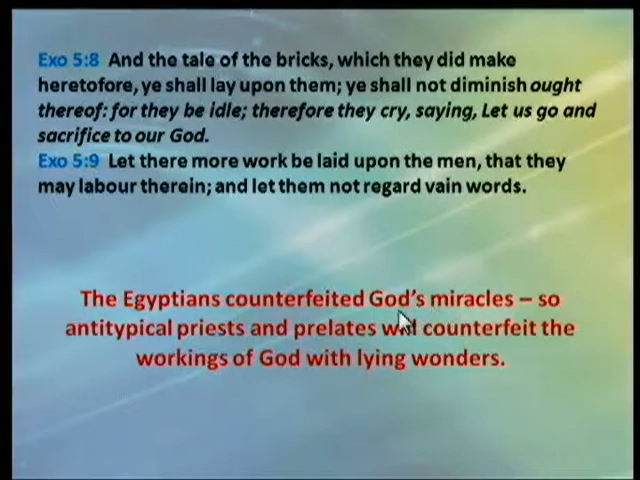 Exo 5:8 And the tale of the bricks, which they did make
heretofore, ye shall lay upon them; ye shall not diminish ought
thereof: for they be idle; therefore they cry, saying, Let us go and
sacrifice to our God.
Exo 5:9 Let there more work be laid upon the men, that they
may labour therein; and let them not regard vain words.
The Egyptians counterfeited God's miracles – so
antitypical priests and prelates will counterfeit the
workings of God with lying wonders.